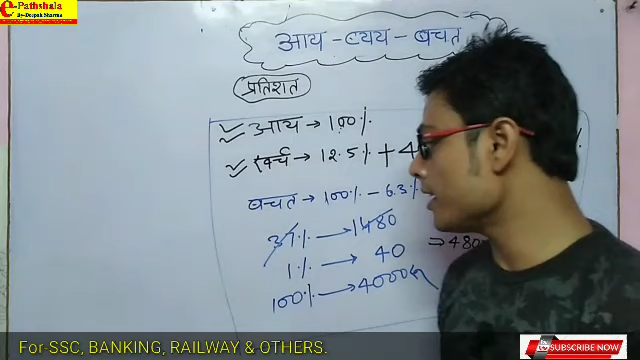 e-Pathshala
By-Deepak Sharma
आय - व्यय - बचत
प्रतिशत
आय → 100%
खर्च → 12.5% + 4
बचत → 100% - 63%
37% → 1480
1% → 40
⇒ 480
100% → 4000रु
For-SSC, BANKING, RAILWAY & OTHERS.
SUBSCRIBE NOW